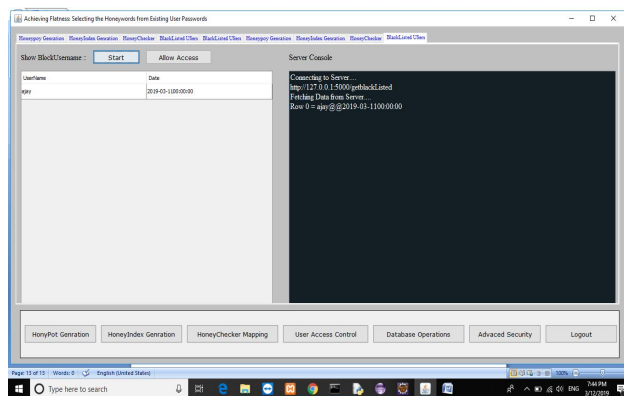 Achieving Flatness: Selecting the Honeywords from Existing User Passwords
Honeypoy Genration HoneyIndex Genration HoneyChecker BlackListed USers BlackListed USers Honeypoy Genration HoneyIndex Genration HoneyChecker BlackListed USers
Show BlockUsername :
Start
Allow Access
Server Console
UserName
Date
ajay
2019-03-1100:00:00
Connecting to Server....
http://127.0.0.1:5000/getblackListed
Fetching Data from Server....
Row 0 = ajay@@2019-03-1100:00:00
HonyPot Genration
HoneyIndex Genration
HoneyChecker Mapping
User Access Control
Database Operations
Advaced Security
Logout
Page: 13 of 15
Words: 0
English (United States)
100%
Type here to search
ENG
7:44 PM
3/12/2019